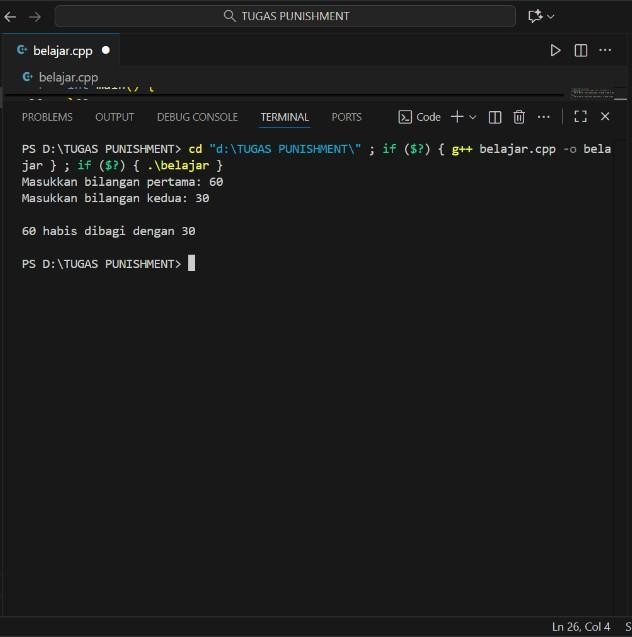 TUGAS PUNISHMENT
belajar.cpp
belajar.cpp
int main() {
PROBLEMS OUTPUT DEBUG CONSOLE TERMINAL PORTS Code
PS D:\TUGAS PUNISHMENT> cd "d:\TUGAS PUNISHMENT\" ; if ($?) { g++ belajar.cpp -o bela
jar } ; if ($?) { .\belajar }
Masukkan bilangan pertama: 60
Masukkan bilangan kedua: 30
60 habis dibagi dengan 30
PS D:\TUGAS PUNISHMENT>
Ln 26, Col 4 S